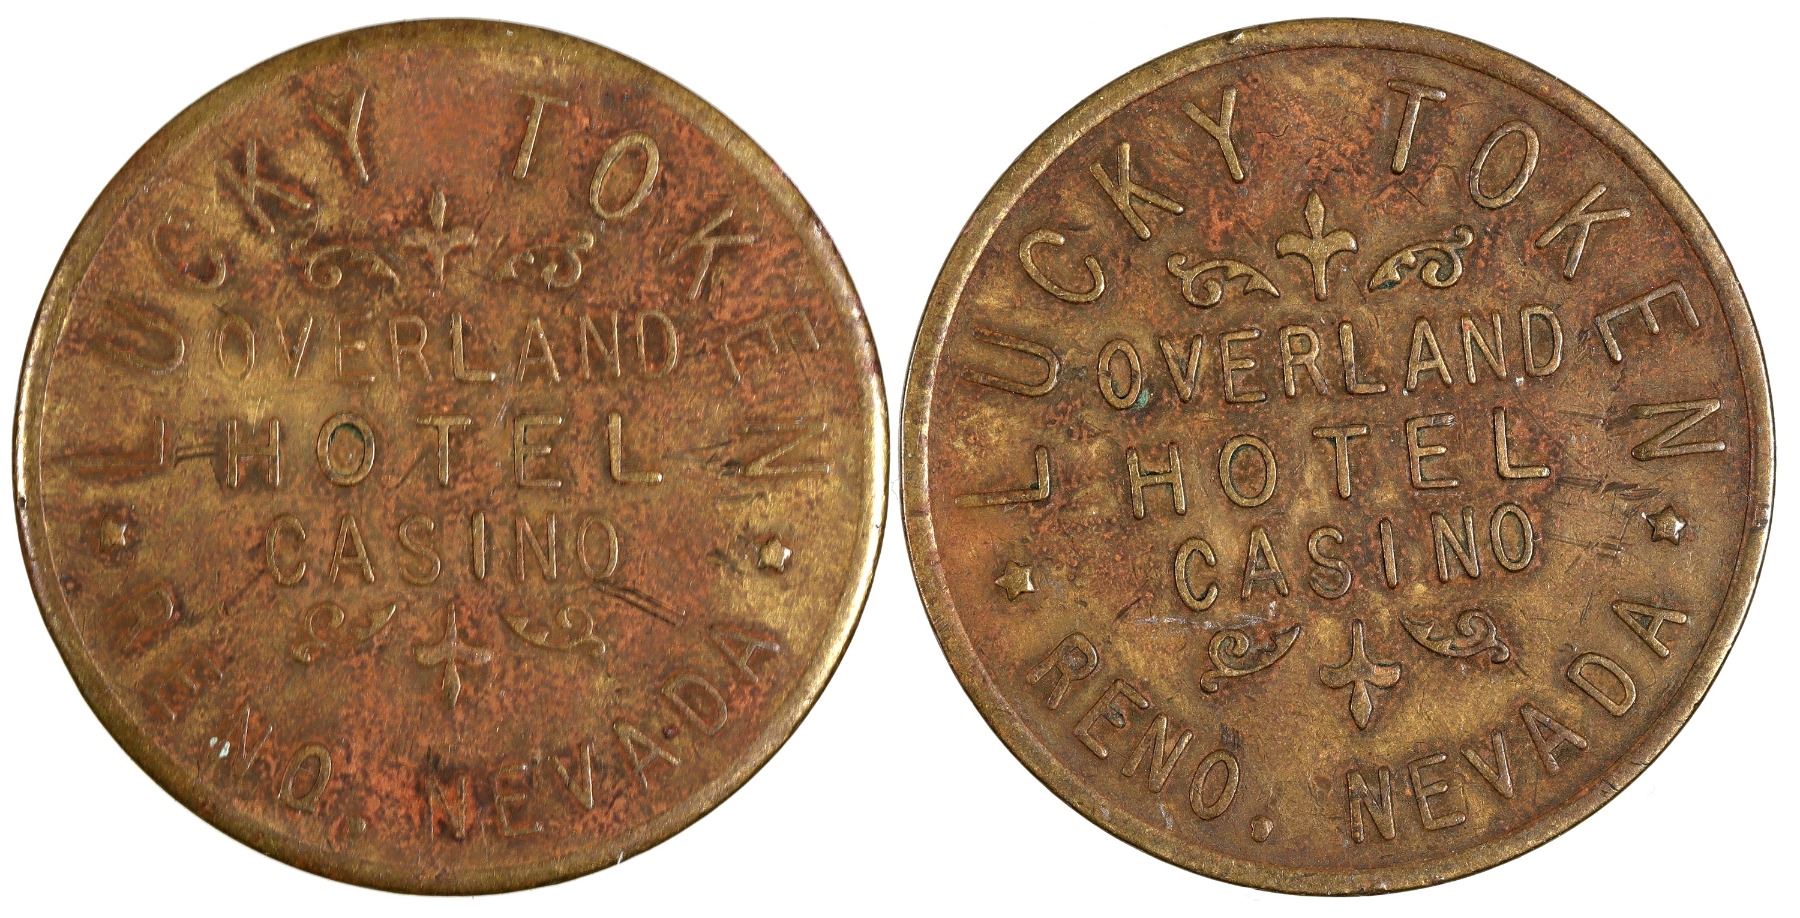 LUCKY TOKEN
OVERLAND
HOTEL
CASINO
RENO. NEVADA
LUCKY TOKEN
OVERLAND
HOTEL
CASINO
RENO. NEVADA